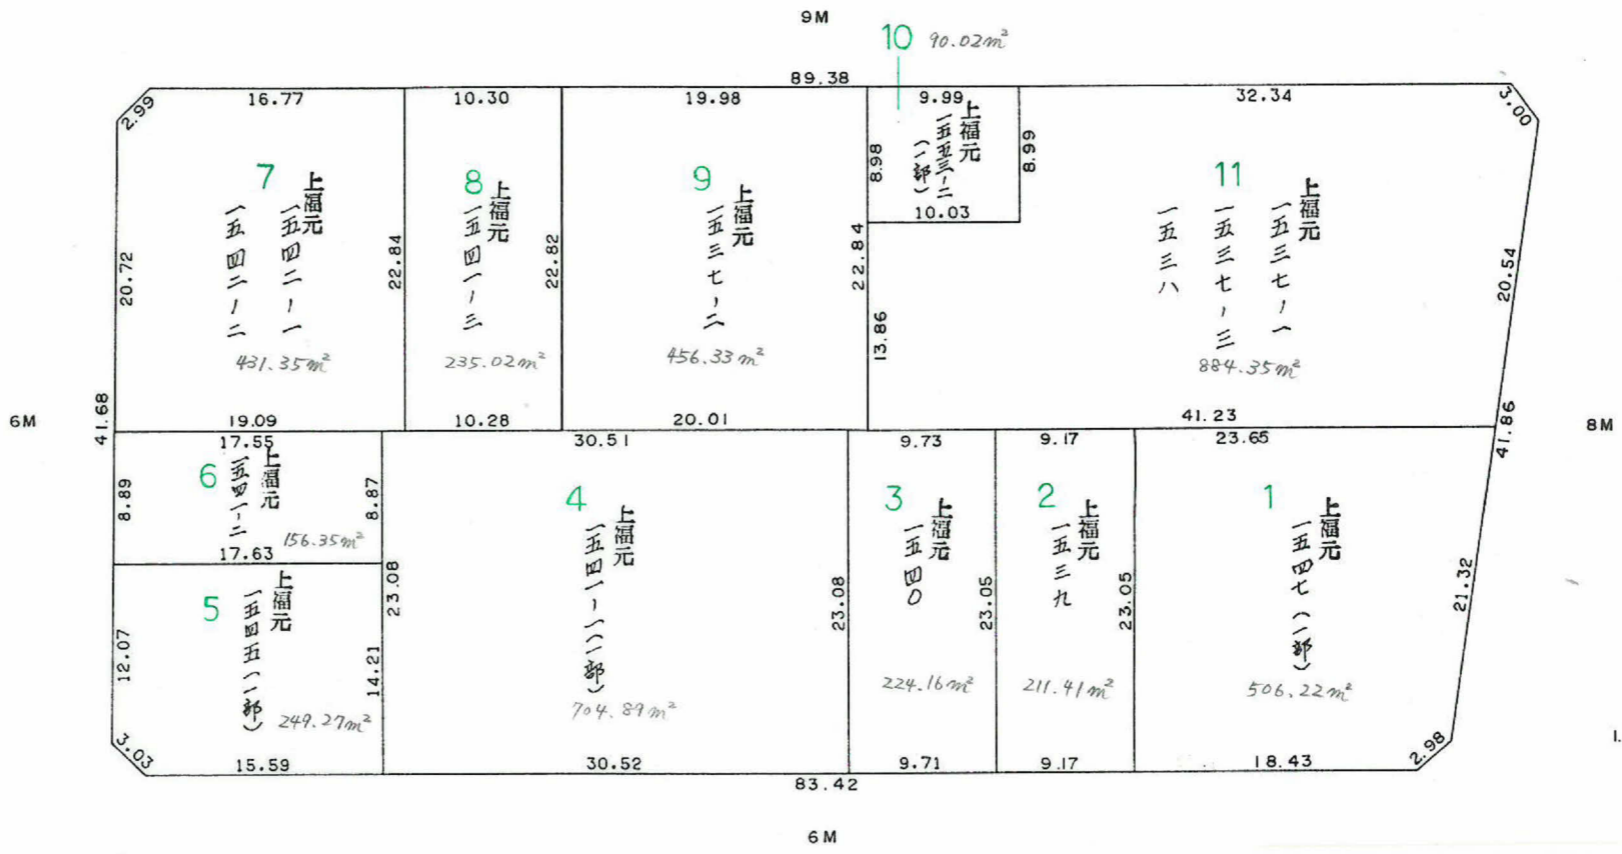 9M
10 90.02㎡
89.38
2.99
16.77
10.30
19.98
9.99
32.34
3.00
7
上福元
一五四二ノ一
一五四二ノ二
431.35㎡
20.72
22.84
19.09
8
上福元
一五四一ノ三
235.02㎡
22.82
10.28
9
上福元
一五三七ノ二
456.33㎡
22.84
20.01
上福元
一五五三ノ二
(一部)
8.98
8.99
10.03
13.86
11
上福元
一五三七ノ一
一五三七ノ三
一五三八
884.35㎡
20.54
41.23
6M
41.68
41.86
8M
17.55
30.51
9.73
9.17
23.65
6
上福元
一五四一ノ二
156.35㎡
8.89
8.87
17.63
5
上福元
一五四五(一部)
249.27㎡
12.07
14.21
23.08
3.03
15.59
4
上福元
一五四一ノ一(一部)
704.89㎡
23.08
30.52
3
上福元
一五四〇
224.16㎡
23.05
9.71
2
上福元
一五三九
211.41㎡
23.05
9.17
1
上福元
一五四七(一部)
506.22㎡
21.32
2.98
18.43
83.42
6M
1.